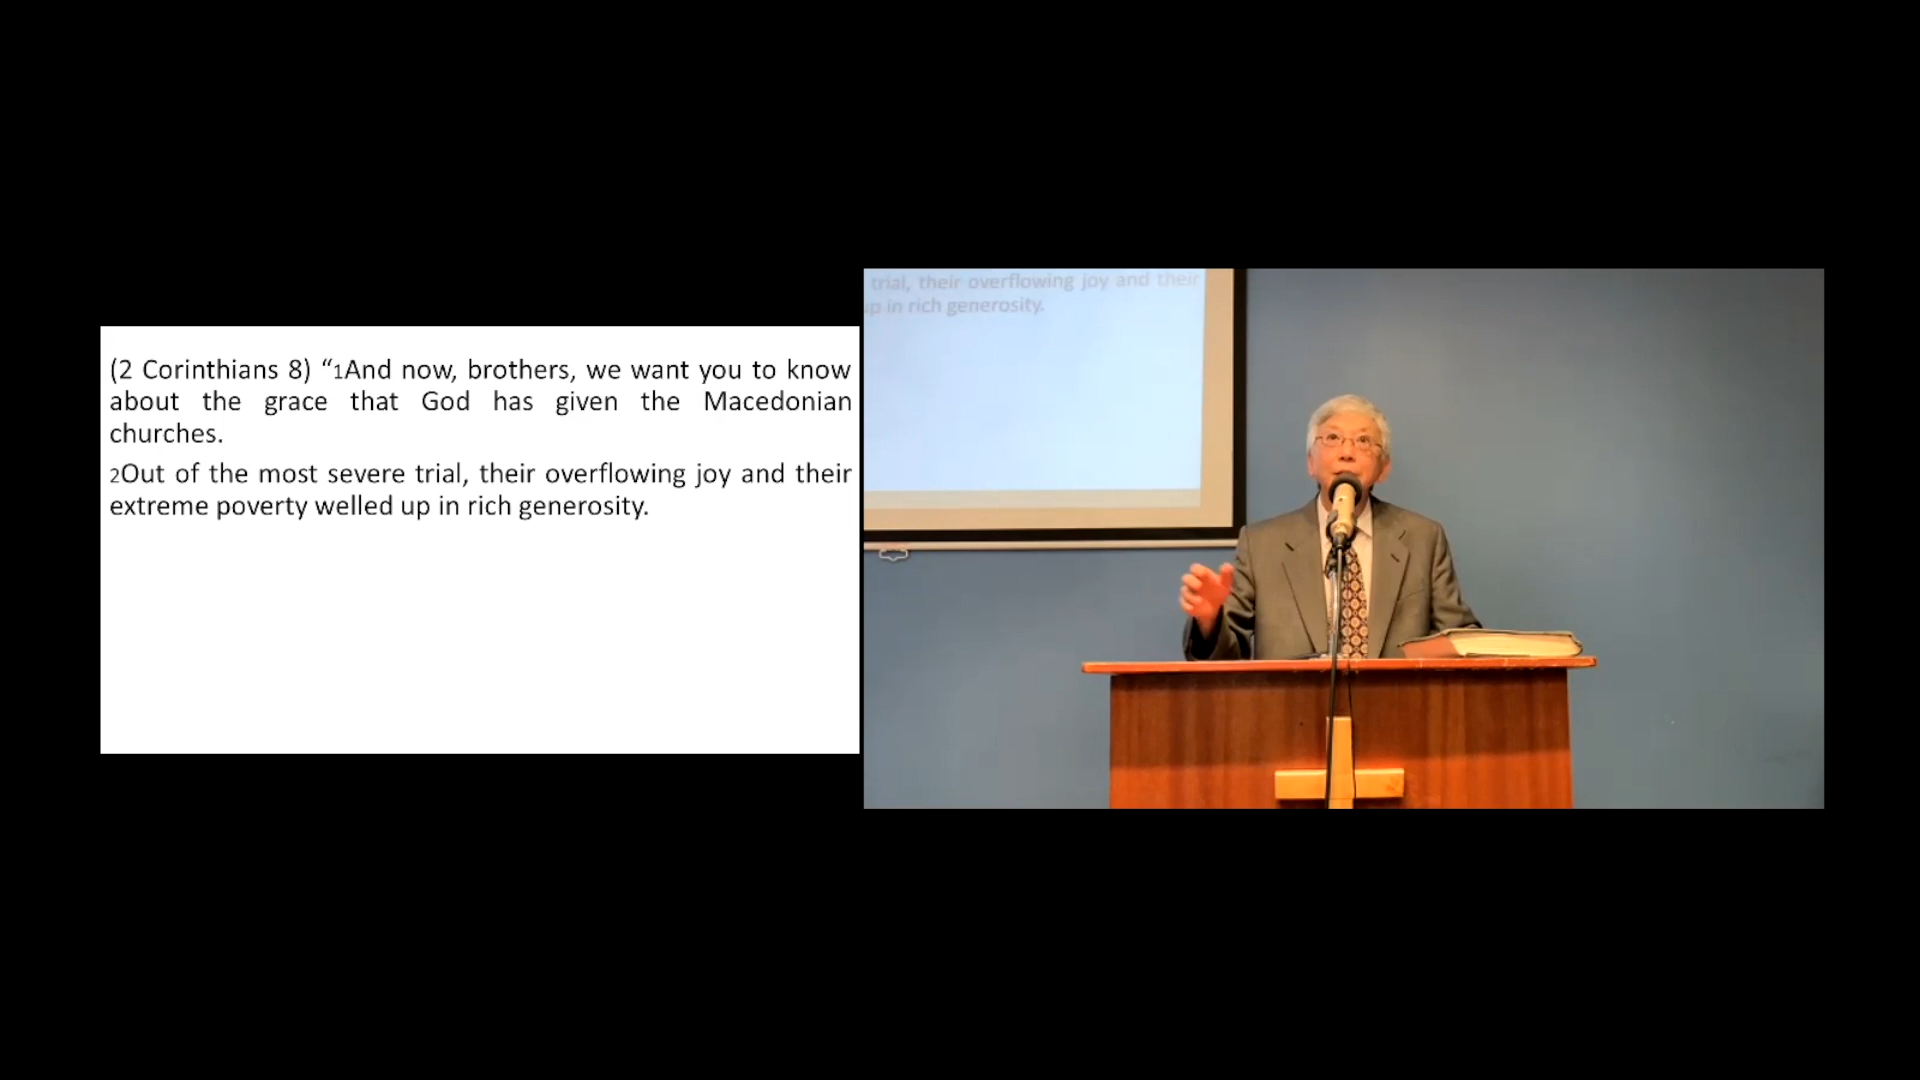 (2 Corinthians 8) “1And now, brothers, we want you to know
about the grace that God has given the Macedonian
churches.
2Out of the most severe trial, their overflowing joy and their
extreme poverty welled up in rich generosity.
trial, their overflowing joy and their
up in rich generosity.